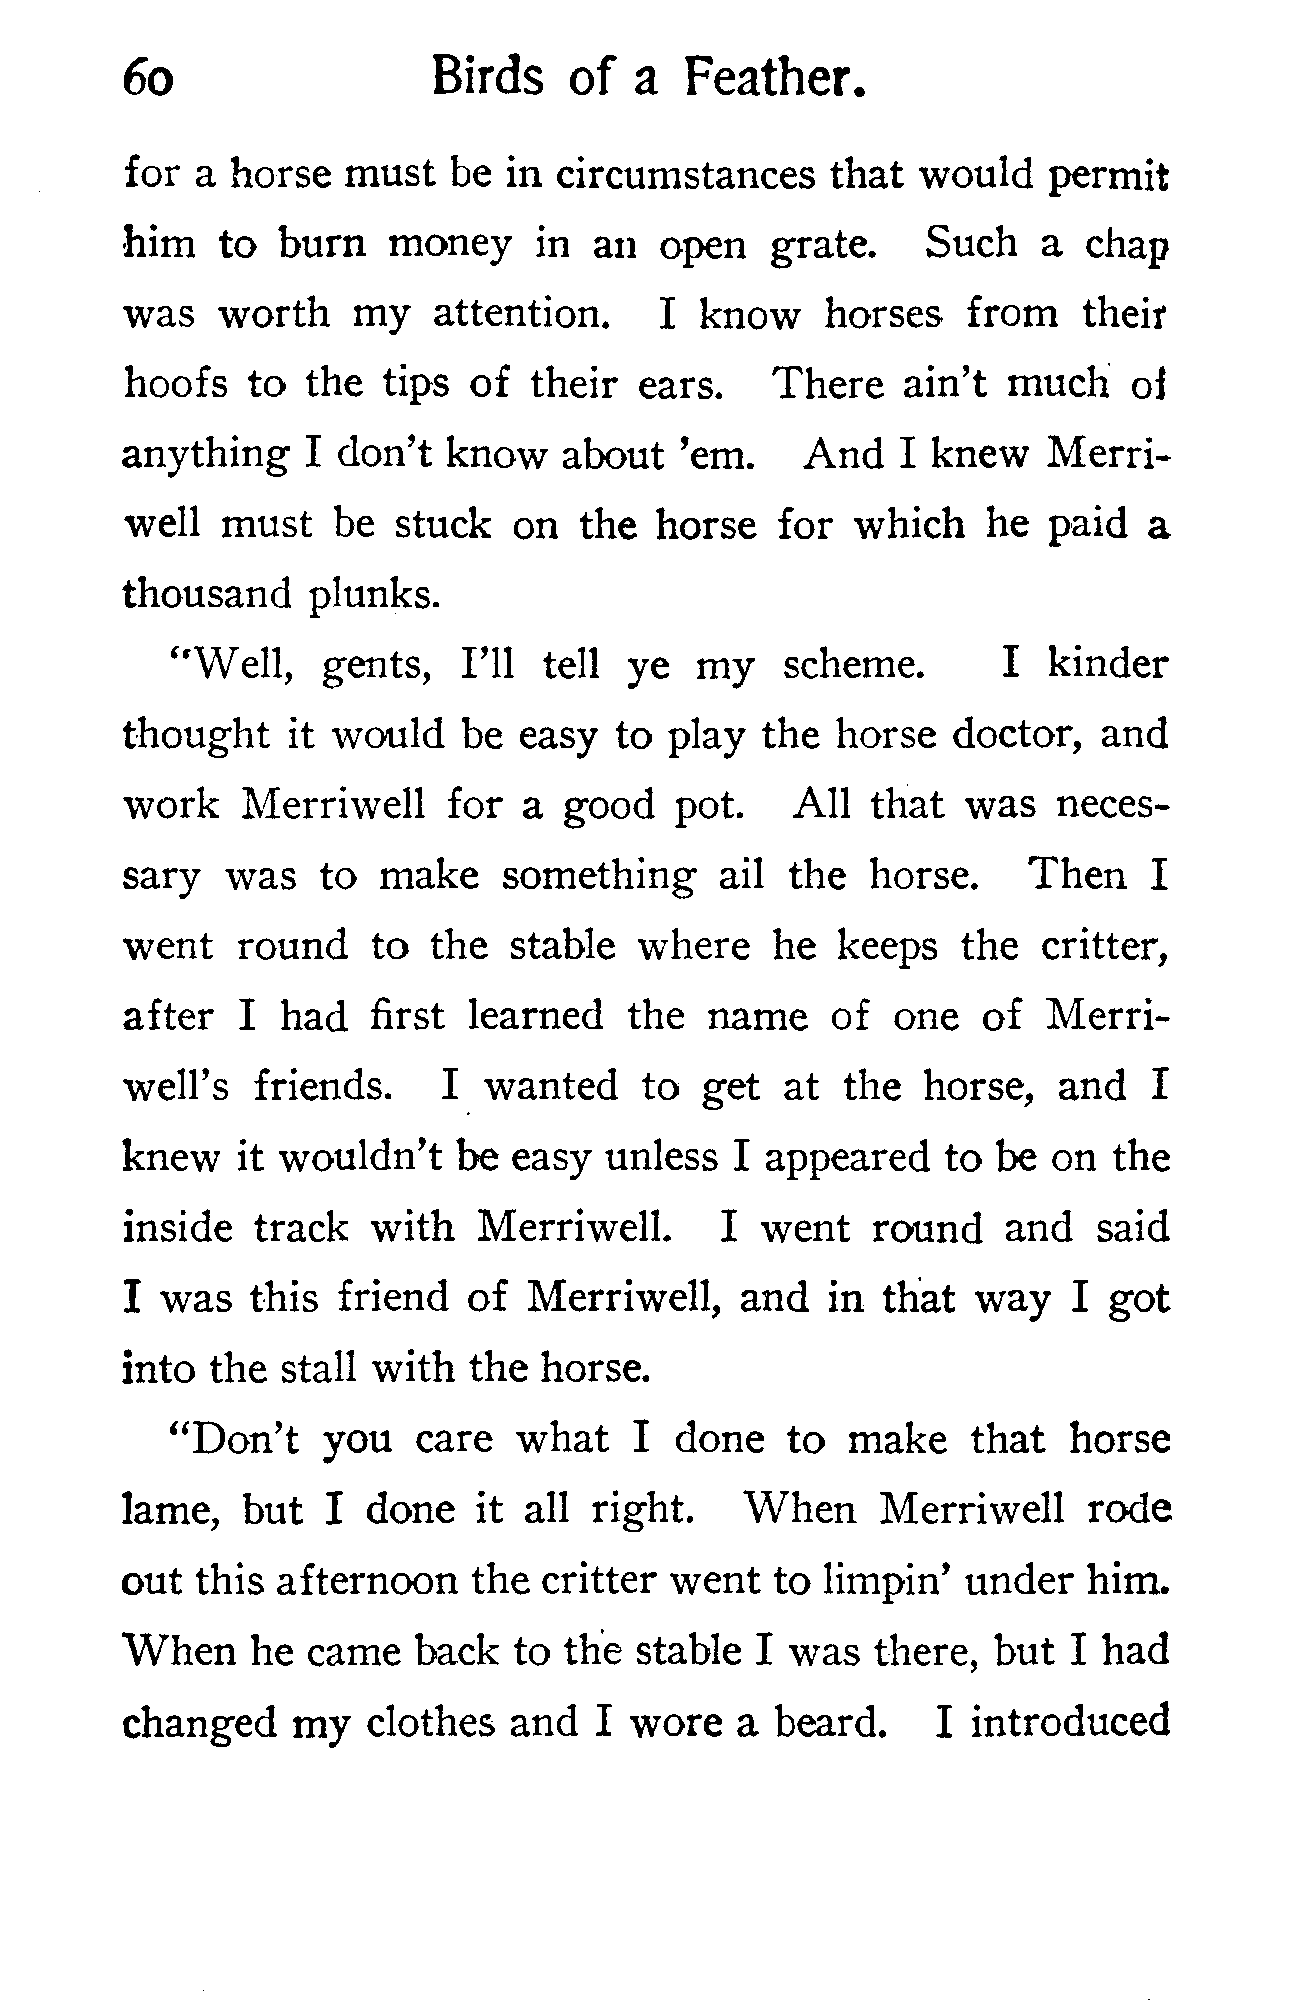 60 Birds of a Feather.
for a horse must be in circumstances that would permit
him to burn money in an open grate. Such a chap
was worth my attention. I know horses from their
hoofs to the tips of their ears. There ain't much of
anything I don't know about 'em. And I knew Merri-
well must be stuck on the horse for which he paid a
thousand plunks.
"Well, gents, I'll tell ye my scheme. I kinder
thought it would be easy to play the horse doctor, and
work Merriwell for a good pot. All that was neces-
sary was to make something ail the horse. Then I
went round to the stable where he keeps the critter,
after I had first learned the name of one of Merri-
well's friends. I wanted to get at the horse, and I
knew it wouldn't be easy unless I appeared to be on the
inside track with Merriwell. I went round and said
I was this friend of Merriwell, and in that way I got
into the stall with the horse.
"Don't you care what I done to make that horse
lame, but I done it all right. When Merriwell rode
out this afternoon the critter went to limpin' under him.
When he came back to the stable I was there, but I had
changed my clothes and I wore a beard. I introduced